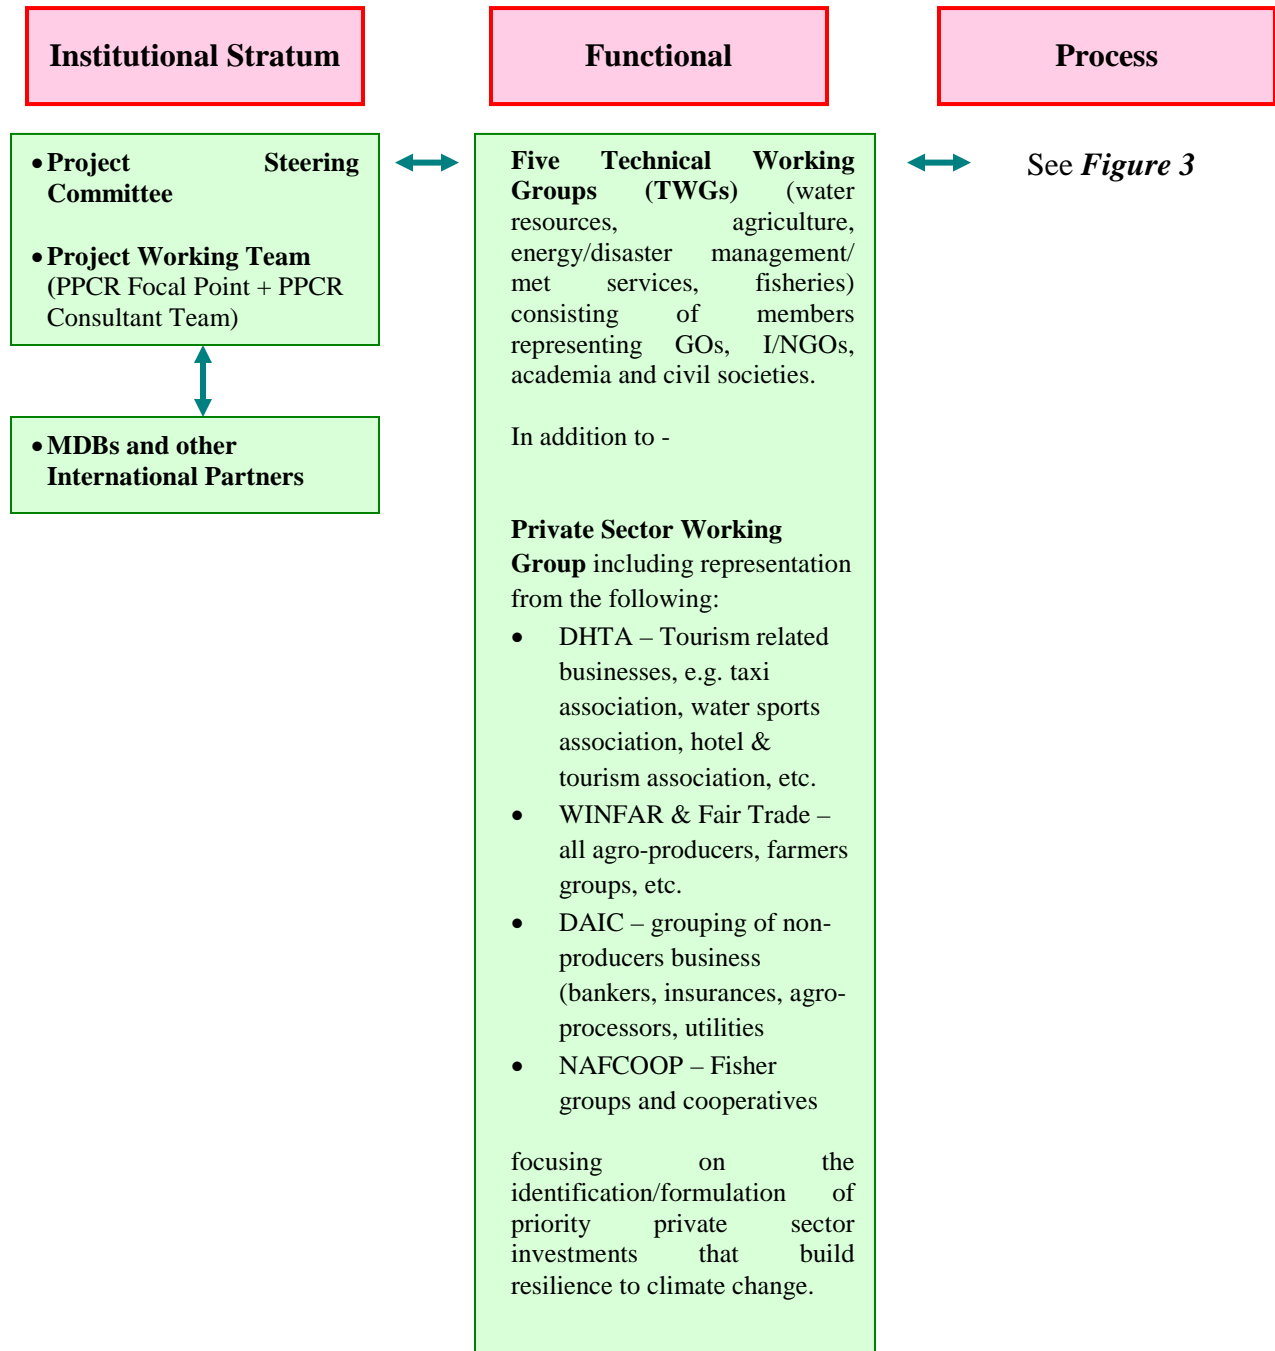 Institutional Stratum
Functional
Process
• Project Steering
Committee
• Project Working Team
(PPCR Focal Point + PPCR
Consultant Team)
• MDBs and other
International Partners
Five Technical Working
Groups (TWGs) (water
resources, agriculture,
energy/disaster management/
met services, fisheries)
consisting of members
representing GOs, I/NGOs,
academia and civil societies.
In addition to -
Private Sector Working
Group including representation
from the following:
• DHTA – Tourism related
businesses, e.g. taxi
association, water sports
association, hotel &
tourism association, etc.
• WINFAR & Fair Trade –
all agro-producers, farmers
groups, etc.
• DAIC – grouping of non-
producers business
(bankers, insurances, agro-
processors, utilities
• NAFCOOP – Fisher
groups and cooperatives
focusing on the
identification/formulation of
priority private sector
investments that build
resilience to climate change.
See Figure 3